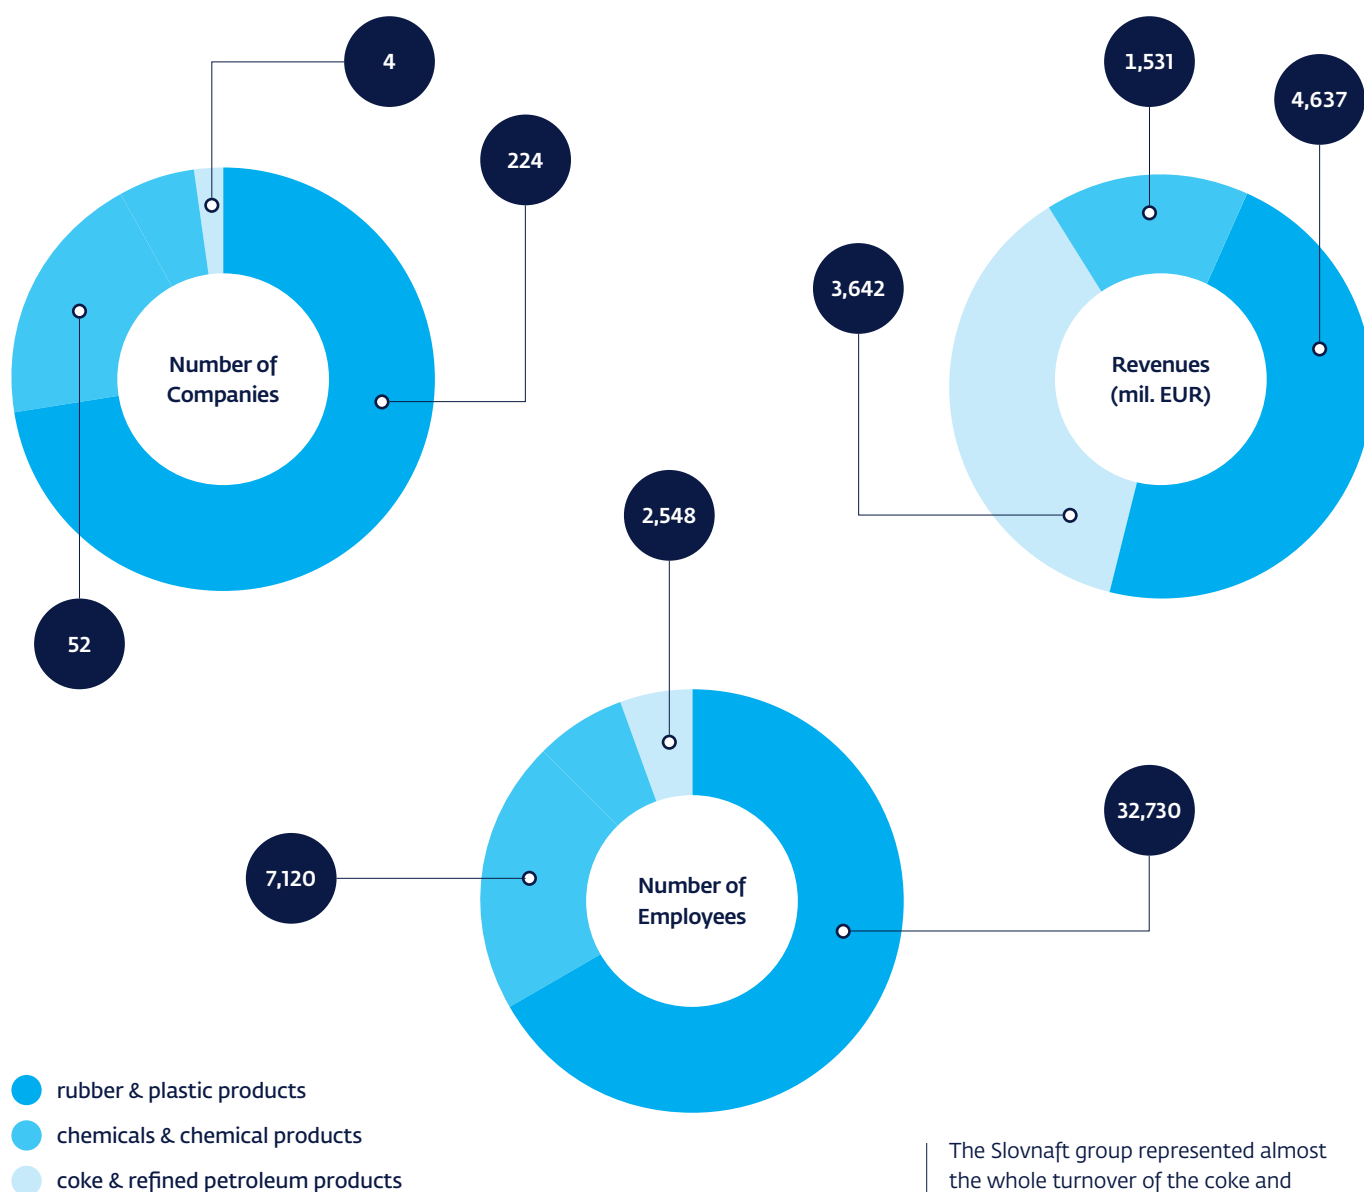 4
224
Number of
Companies
52
1,531
4,637
3,642
Revenues
(mil. EUR)
2,548
32,730
7,120
Number of
Employees
rubber & plastic products
chemicals & chemical products
coke & refined petroleum products
The Slovnaft group represented almost
the whole turnover of the coke and